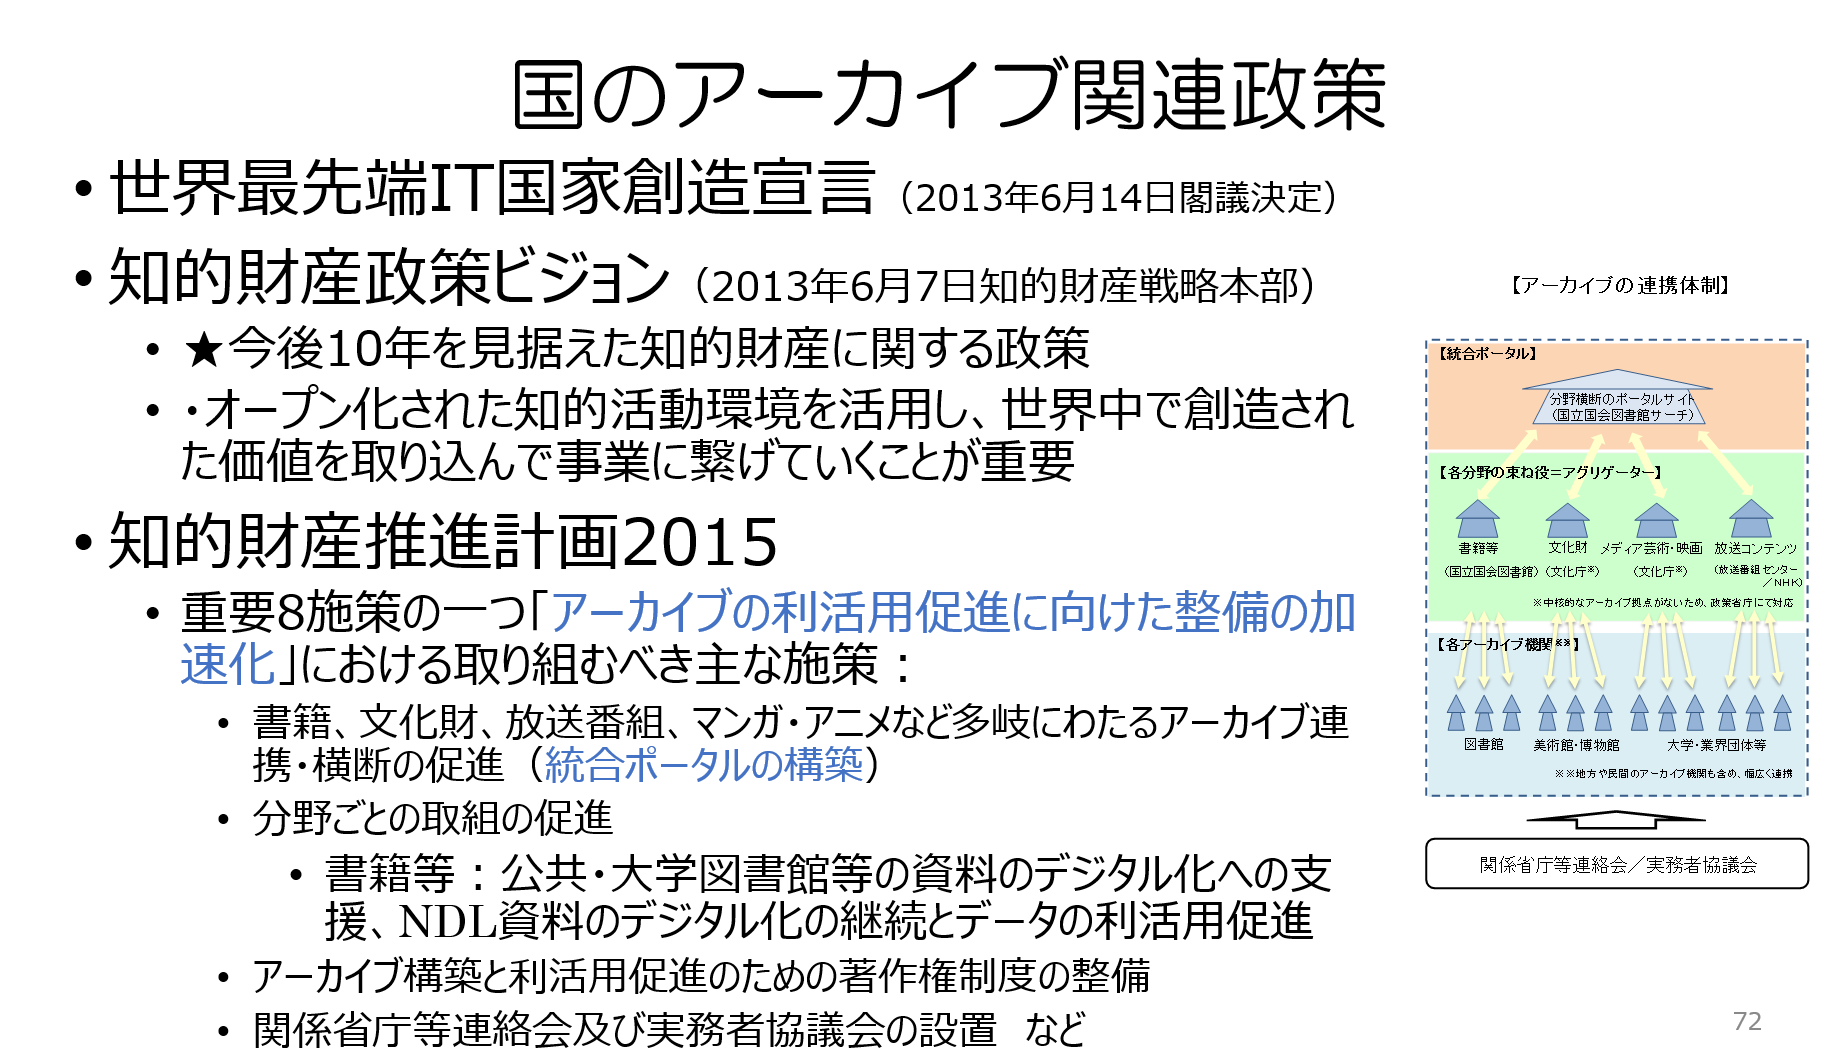 国のアーカイブ関連政策
• 世界最先端IT国家創造宣言（2013年6月14日閣議決定）
• 知的財産政策ビジョン（2013年6月7日知的財産戦略本部）
• ★今後10年を見据えた知的財産に関する政策
• ・オープン化された知的活動環境を活用し、世界中で創造され
た価値を取り込んで事業に繋げていくことが重要
• 知的財産推進計画2015
• 重要8施策の一つ「アーカイブの利活用促進に向けた整備の加
速化」における取り組むべき主な施策：
• 書籍、文化財、放送番組、マンガ・アニメなど多岐にわたるアーカイブ連
携・横断の促進（統合ポータルの構築）
• 分野ごとの取組の促進
• 書籍等：公共・大学図書館等の資料のデジタル化への支
援、NDL資料のデジタル化の継続とデータの利活用促進
• アーカイブ構築と利活用促進のための著作権制度の整備
• 関係省庁等連絡会及び実務者協議会の設置　など
【アーカイブの連携体制】
【統合ポータル】
分野横断のポータルサイト
（国立国会図書館サーチ）
【各分野の束ね役=アグリゲーター】
書籍等 文化財 メディア芸術・映画 放送コンテンツ
（国立国会図書館） （文化庁※） （文化庁※） （放送番組センター
／NHK）
※中核的なアーカイブ拠点がないため、政策省庁にて対応
【各アーカイブ機関※※】
図書館 美術館・博物館 大学・業界団体等
※※地方や民間のアーカイブ機関も含め、幅広く連携
関係省庁等連絡会／実務者協議会
72